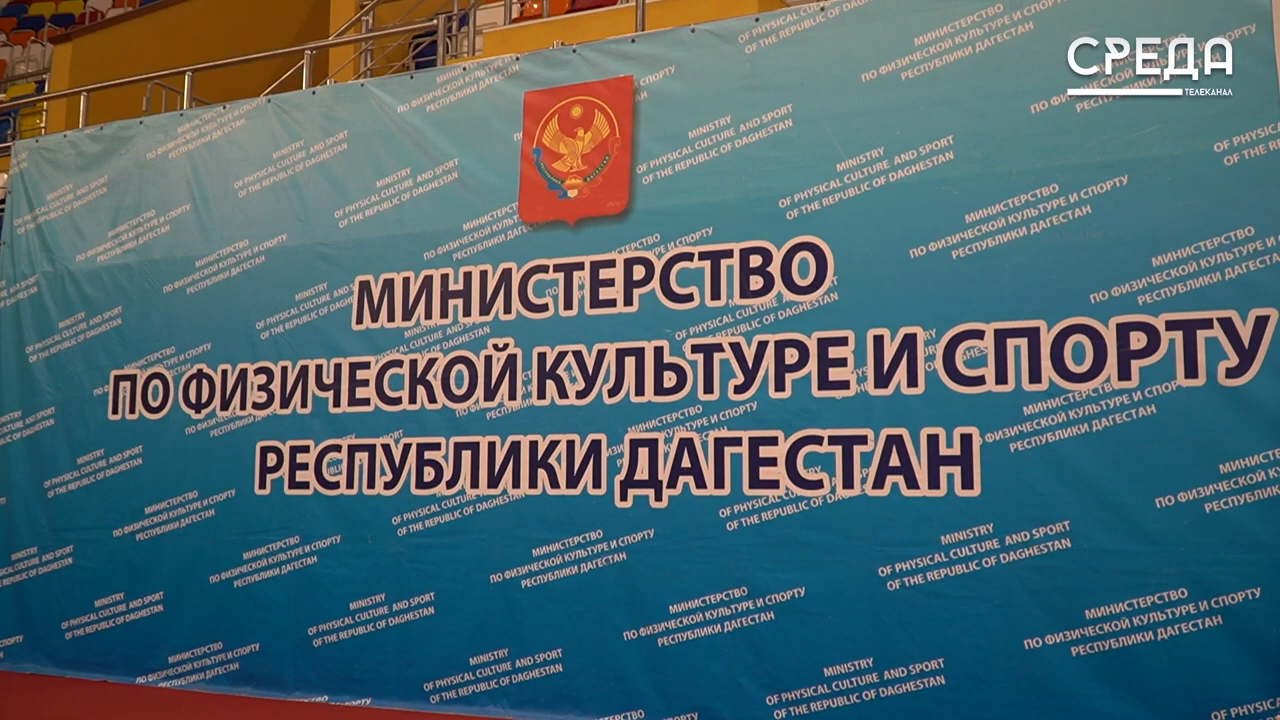 СРЕДА
ТЕЛЕКАНАЛ
МИНИСТЕРСТВО
ПО ФИЗИЧЕСКОЙ КУЛЬТУРЕ И СПОРТУ
РЕСПУБЛИКИ ДАГЕСТАН
MINISTRY
OF PHYSICAL CULTURE AND SPORT
OF THE REPUBLIC OF DAGHESTAN
МИНИСТЕРСТВО
ПО ФИЗИЧЕСКОЙ КУЛЬТУРЕ И СПОРТУ
РЕСПУБЛИКИ ДАГЕСТАН